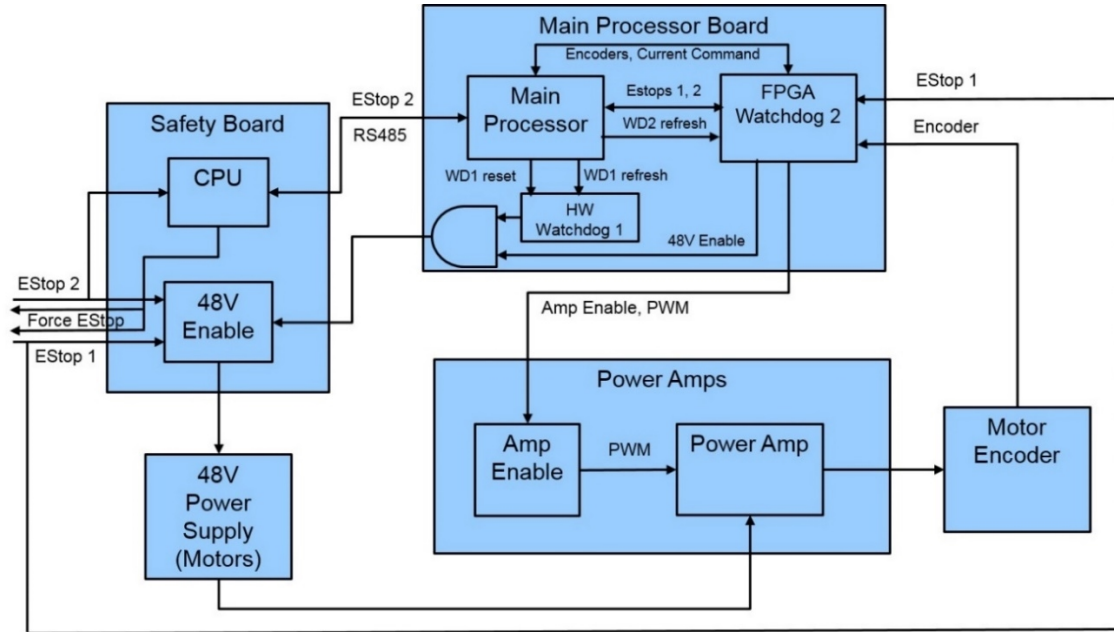 Main Processor Board
Encoders, Current Command
Main
Processor
Estops 1, 2
WD2 refresh
FPGA
Watchdog 2
EStop 1
Encoder
EStop 2
RS485
Safety Board
CPU
WD1 reset
WD1 refresh
HW
Watchdog 1
48V Enable
EStop 2
Force EStop
EStop 1
48V
Enable
Amp Enable, PWM
Power Amps
Amp
Enable
PWM
Power Amp
Motor
Encoder
48V
Power
Supply
(Motors)